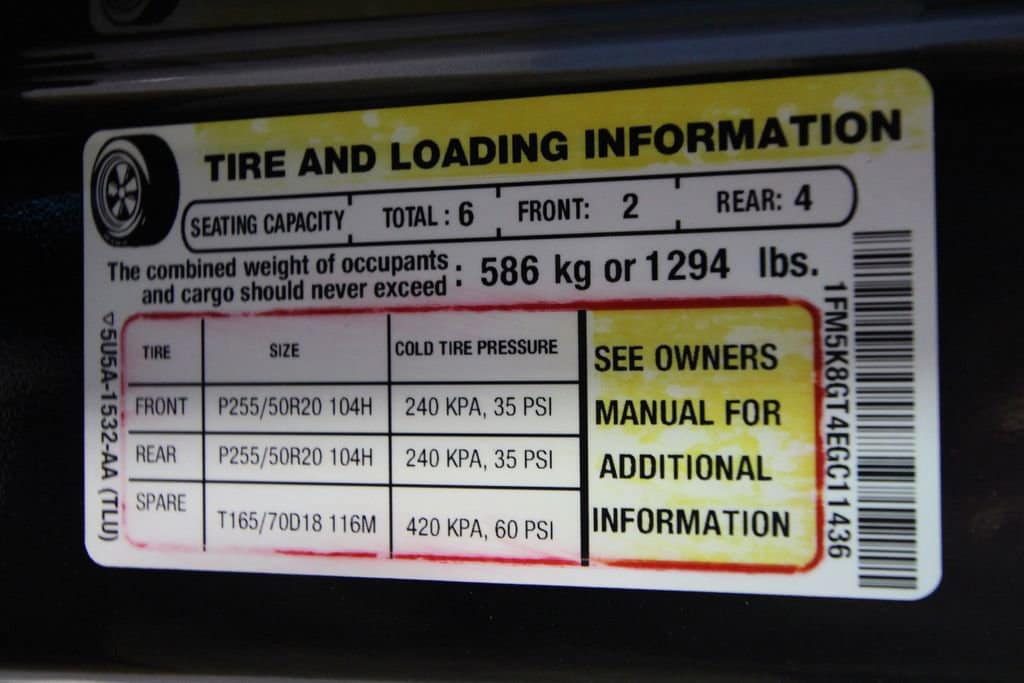 TIRE AND LOADING INFORMATION
SEATING CAPACITY TOTAL : 6 FRONT: 2 REAR: 4
The combined weight of occupants
and cargo should never exceed : 586 kg or 1294 lbs.
TIRE SIZE COLD TIRE PRESSURE
FRONT P255/50R20 104H 240 KPA, 35 PSI
REAR P255/50R20 104H 240 KPA, 35 PSI
SPARE T165/70D18 116M 420 KPA, 60 PSI
SEE OWNERS
MANUAL FOR
ADDITIONAL
INFORMATION
▽5U5A-1532-AA (TLU)
1FM5K8GT4EGC11436